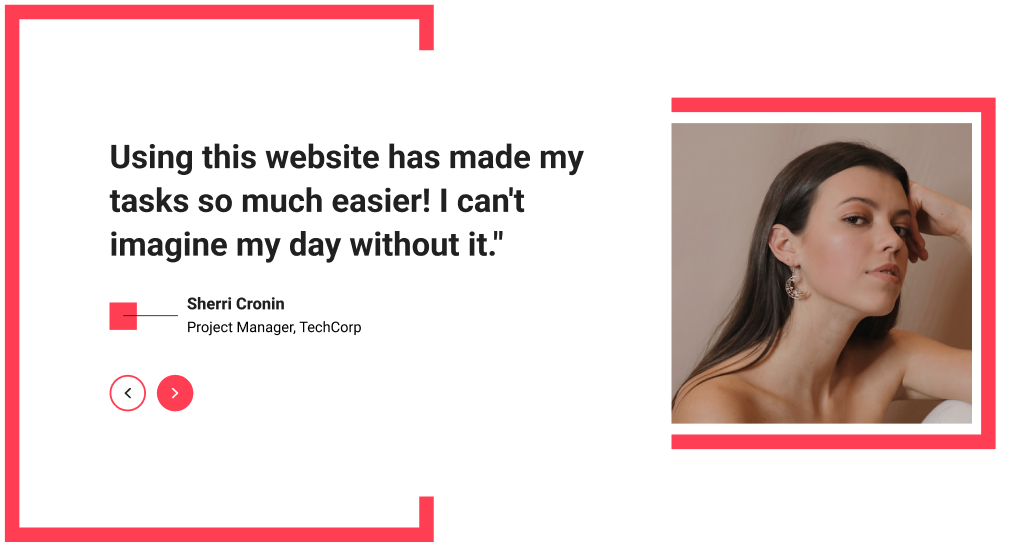 Using this website has made my
tasks so much easier! I can't
imagine my day without it."
Sherri Cronin
Project Manager, TechCorp